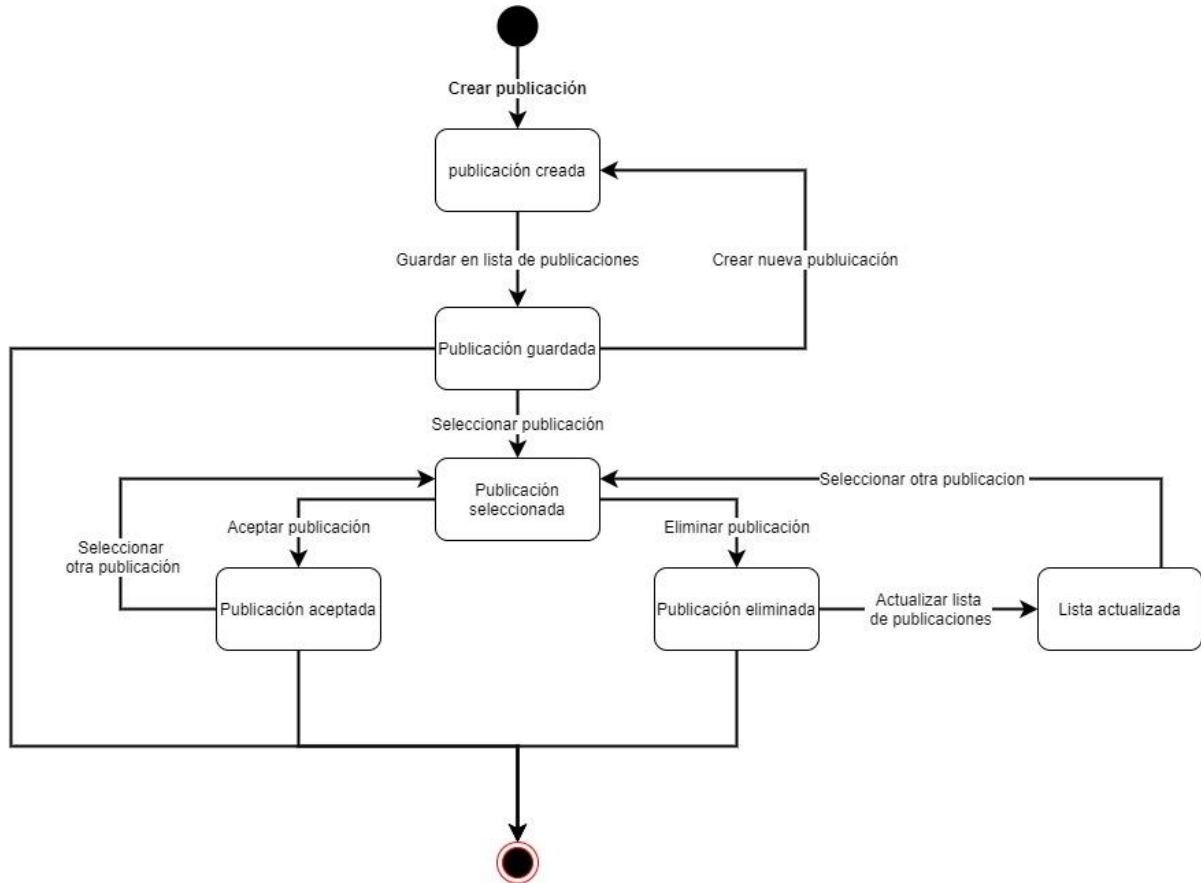 Crear publicación
publicación creada
Guardar en lista de publicaciones
Crear nueva publuicación
Publicación guardada
Seleccionar publicación
Publicación
seleccionada
Seleccionar otra publicacion
Aceptar publicación
Eliminar publicación
Seleccionar
otra publicación
Publicación aceptada
Publicación eliminada
Actualizar lista
de publicaciones
Lista actualizada